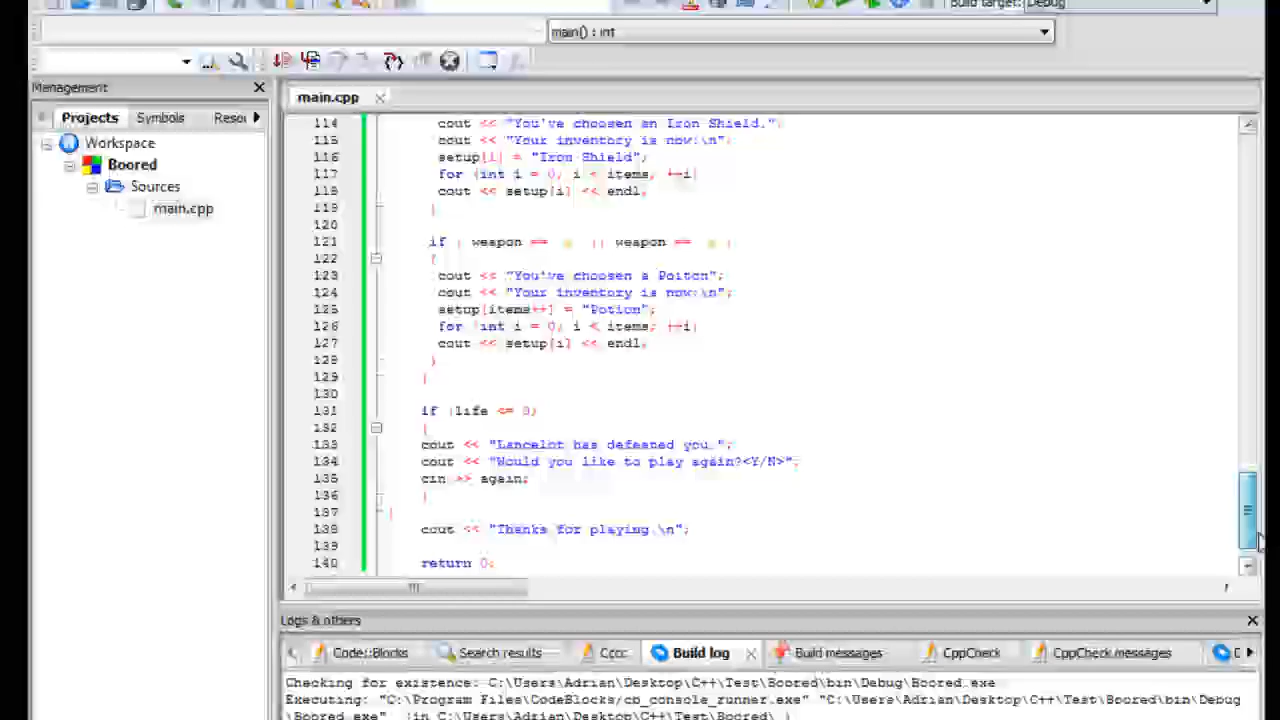 Build target: Debug
main() : int
Management
main.cpp
Projects Symbols Resou
Workspace
Boored
Sources
main.cpp
114 cout << "You've choosen an Iron Shield.";
115 cout << "Your inventory is now:\n";
116 setup[1] = "Iron Shield";
117 for (int i = 0; i < items; ++i)
118 cout << setup[i] << endl;
119 }
120
121 if ( weapon == || weapon == )
122 {
123 cout << "You've choosen a Poiton";
124 cout << "Your inventory is now:\n";
125 setup[items++] = "Potion";
126 for (int i = 0; i < items; ++i)
127 cout << setup[i] << endl;
128 }
129 }
130
131 if (life <= 0)
132 {
133 cout << "Lancelot has defeated you.";
134 cout << "Would you like to play again?<Y/N>";
135 cin >> again;
136 }
137 }
138 cout << "Thanks for playing.\n";
139
140 return 0;
Logs & others
Code::Blocks Search results Cccc Build log Build messages CppCheck CppCheck messages C
Checking for existence: C:\Users\Adrian\Desktop\C++\Test\Boored\bin\Debug\Boored.exe
Executing: "C:\Program Files\CodeBlocks/cb_console_runner.exe" "C:\Users\Adrian\Desktop\C++\Test\Boored\bin\Debug
\Boored.exe" (in C:\Users\Adrian\Desktop\C++\Test\Boored\.)